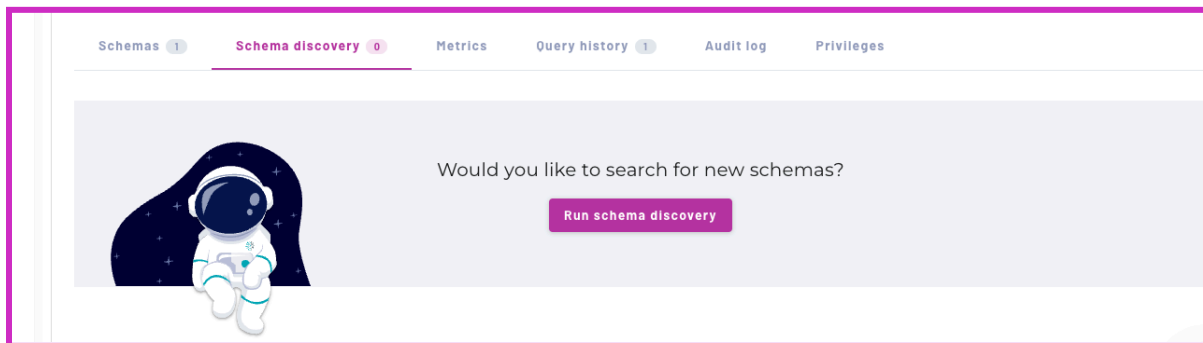 Schemas 1 Schema discovery 0 Metrics Query history 1 Audit log Privileges
Would you like to search for new schemas?
Run schema discovery